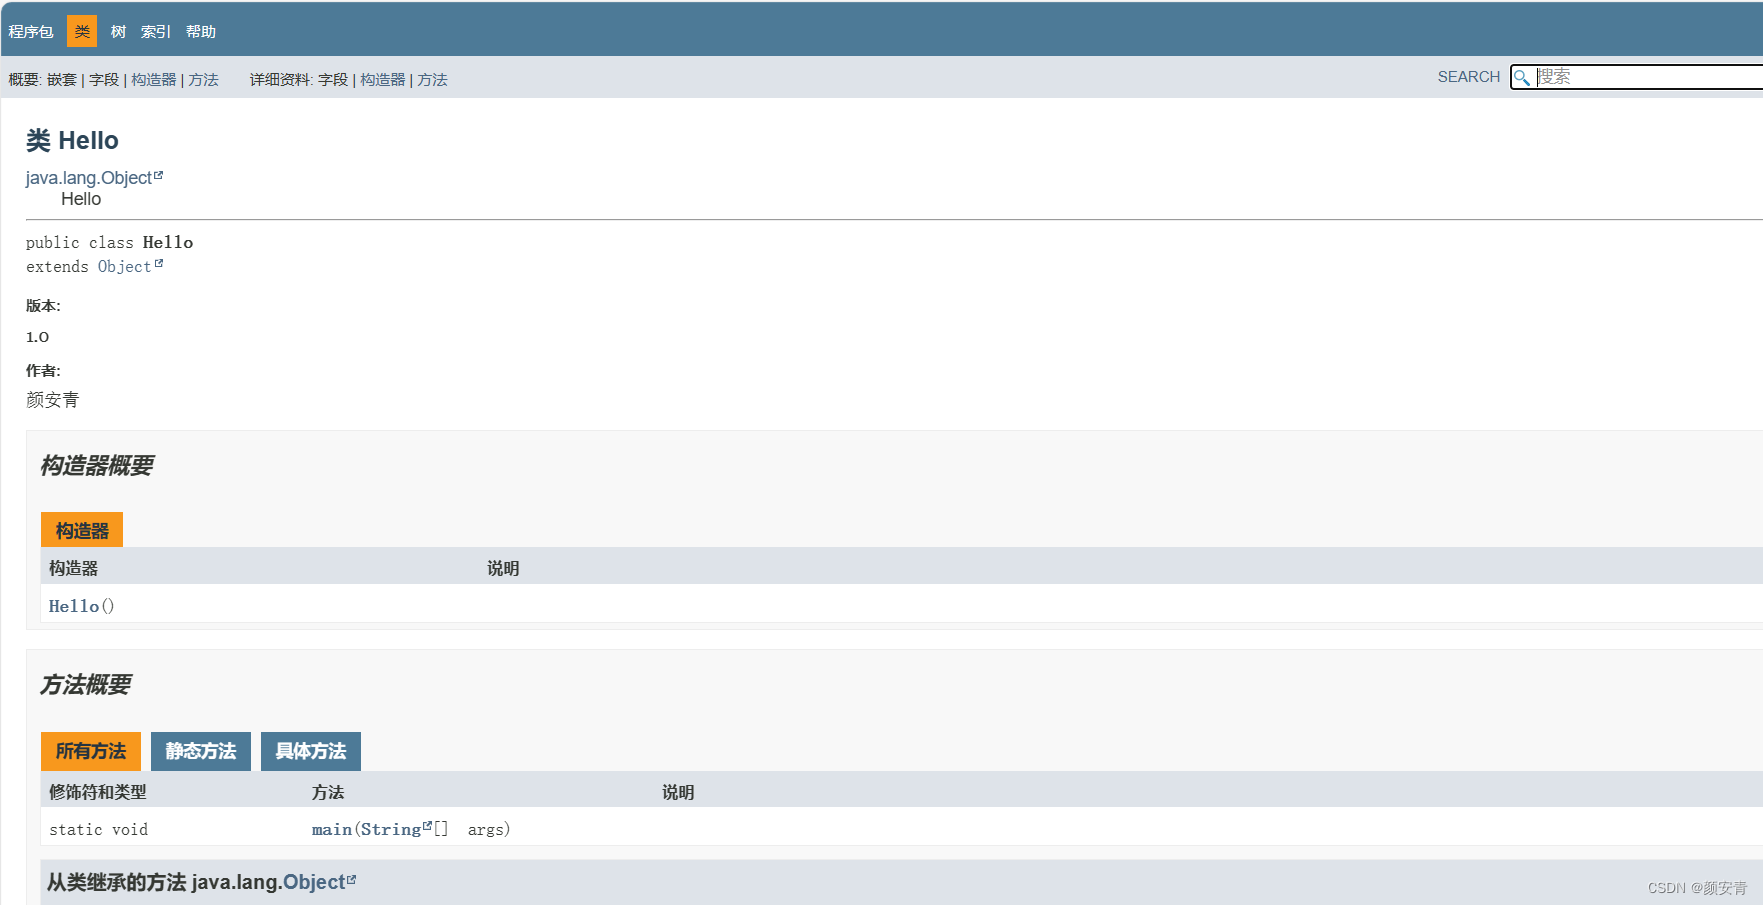 程序包 类 树 索引 帮助
概要: 嵌套 | 字段 | 构造器 | 方法 详细资料: 字段 | 构造器 | 方法 SEARCH 搜索
类 Hello
java.lang.Object
Hello
public class Hello
extends Object
版本:
1.0
作者:
颜安青
构造器概要
构造器
构造器 说明
Hello()
方法概要
所有方法 静态方法 具体方法
修饰符和类型 方法 说明
static void main(String[] args)
从类继承的方法 java.lang.Object
CSDN @颜安青